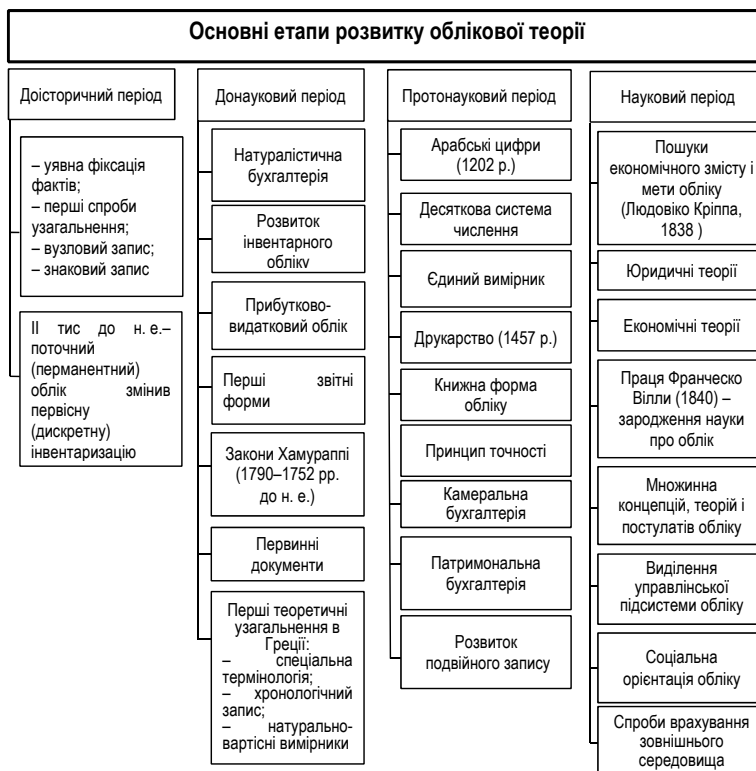 Основні етапи розвитку облікової теорії
Доісторичний період
– уявна фіксація
фактів;
– перші спроби
узагальнення;
– вузловий запис;
– знаковий запис
II тис до н. е.–
поточний
(перманентний)
облік змінив
первісну
(дискретну)
інвентаризацію
Донауковий період
Натуралістична
бухгалтерія
Розвиток
інвентарного
обліку
Прибутково-
видатковий облік
Перші звітні
форми
Закони Хамураппі
(1790–1752 рр.
до н. е.)
Первинні
документи
Перші теоретичні
узагальнення в
Греції:
– спеціальна
термінологія;
– хронологічний
запис;
– натурально-
вартісні вимірники
Протонауковий період
Арабські цифри
(1202 р.)
Десяткова система
числення
Єдиний вимірник
Друкарство (1457 р.)
Книжна форма
обліку
Принцип точності
Камеральна
бухгалтерія
Патримональна
бухгалтерія
Розвиток
подвійного запису
Науковий період
Пошуки
економічного змісту і
мети обліку
(Людовіко Кріппа,
1838 )
Юридичні теорії
Економічні теорії
Праця Франческо
Вілли (1840) –
зародження науки
про облік
Множинна
концепцій, теорій і
постулатів обліку
Виділення
управлінської
підсистеми обліку
Соціальна
орієнтація обліку
Спроби врахування
зовнішнього
середовища